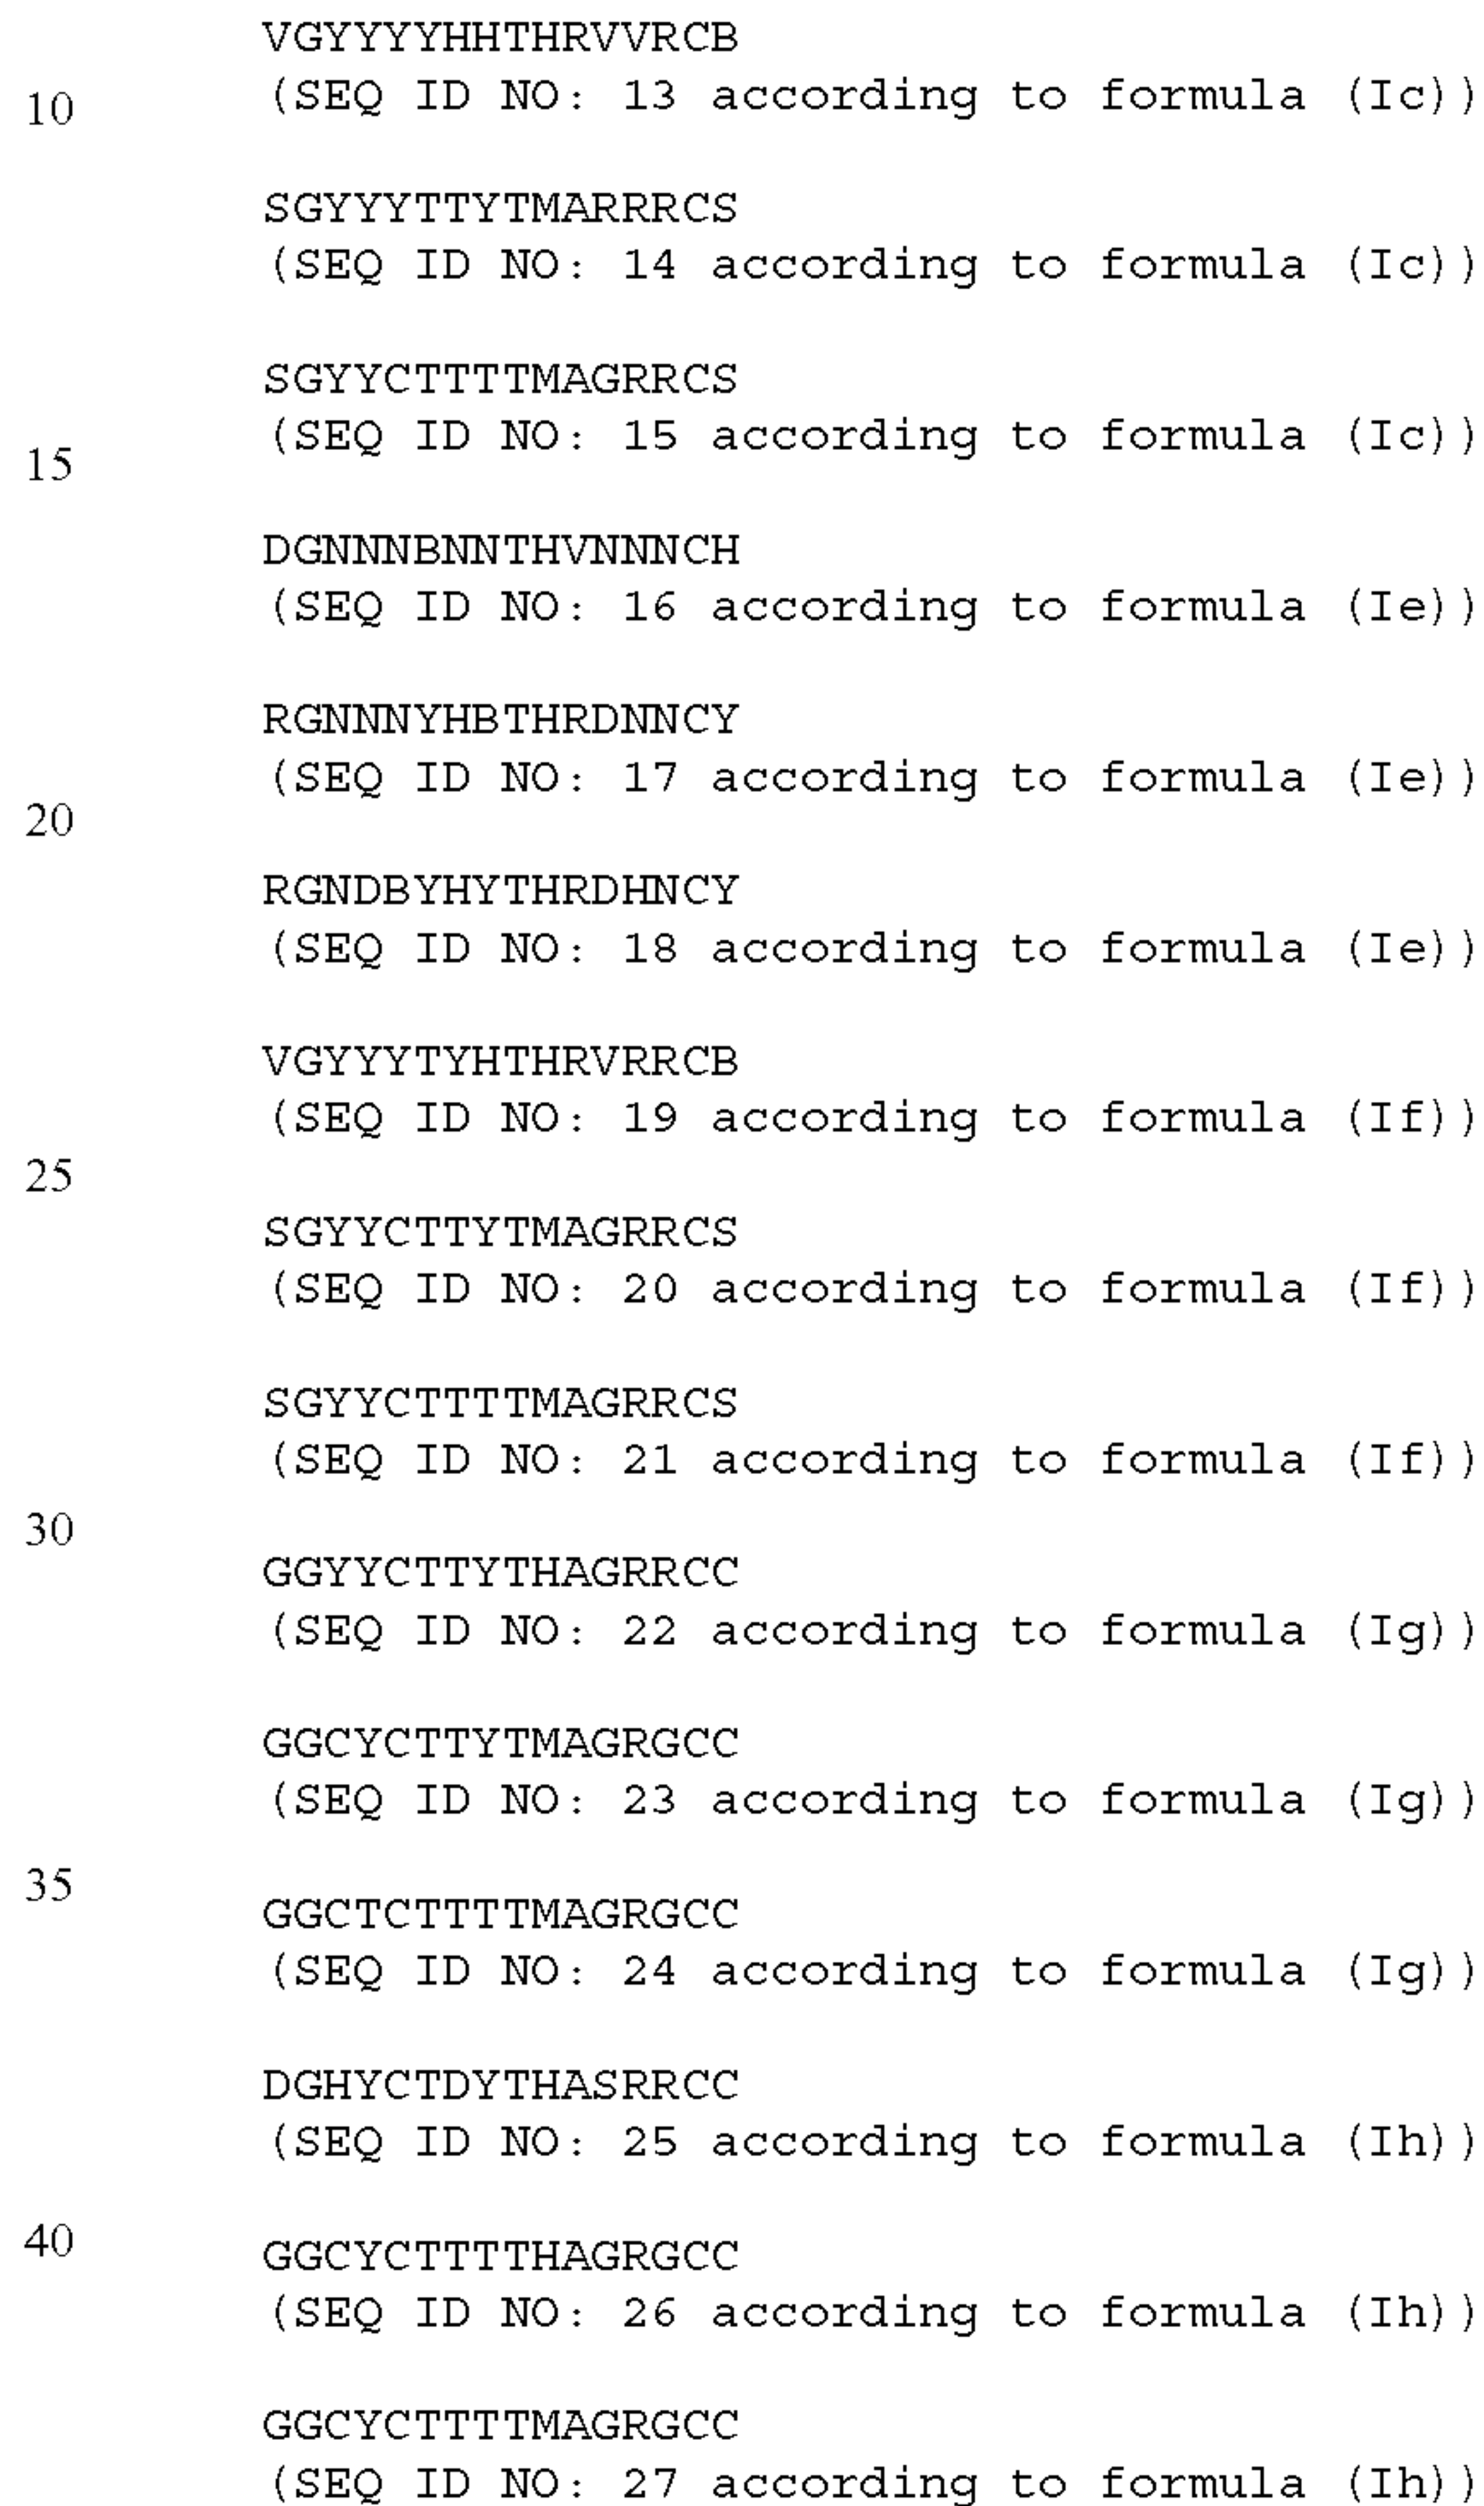 VGYYYYHHTHRVVRCB
10
(SEQ ID NO: 13 according to formula (Ic))
SGYYYTTYTMARRRCS
(SEQ ID NO: 14 according to formula (Ic))
SGYYCTTTTMAGRRCS
(SEQ ID NO: 15 according to formula (Ic))
15
DGNNNBNNTHVNNNCH
(SEQ ID NO: 16 according to formula (Ie))
RGNNNYHBTHRDNNCY
(SEQ ID NO: 17 according to formula (Ie))
20
RGNDBYHYTHRDHNCY
(SEQ ID NO: 18 according to formula (Ie))
VGYYYTYHTHRVRRCB
(SEQ ID NO: 19 according to formula (If))
25
SGYYCTTYTMAGRRCS
(SEQ ID NO: 20 according to formula (If))
SGYYCTTTTMAGRRCS
(SEQ ID NO: 21 according to formula (If))
30
GGYYCTTYTHAGRRCC
(SEQ ID NO: 22 according to formula (Ig))
GGCYCTTYTMAGRGCC
(SEQ ID NO: 23 according to formula (Ig))
35
GGCTCTTTTMAGRGCC
(SEQ ID NO: 24 according to formula (Ig))
DGHYCTDYTHASRRCC
(SEQ ID NO: 25 according to formula (Ih))
40
GGCYCTTTTHAGRGCC
(SEQ ID NO: 26 according to formula (Ih))
GGCYCTTTTMAGRGCC
(SEQ ID NO: 27 according to formula (Ih))